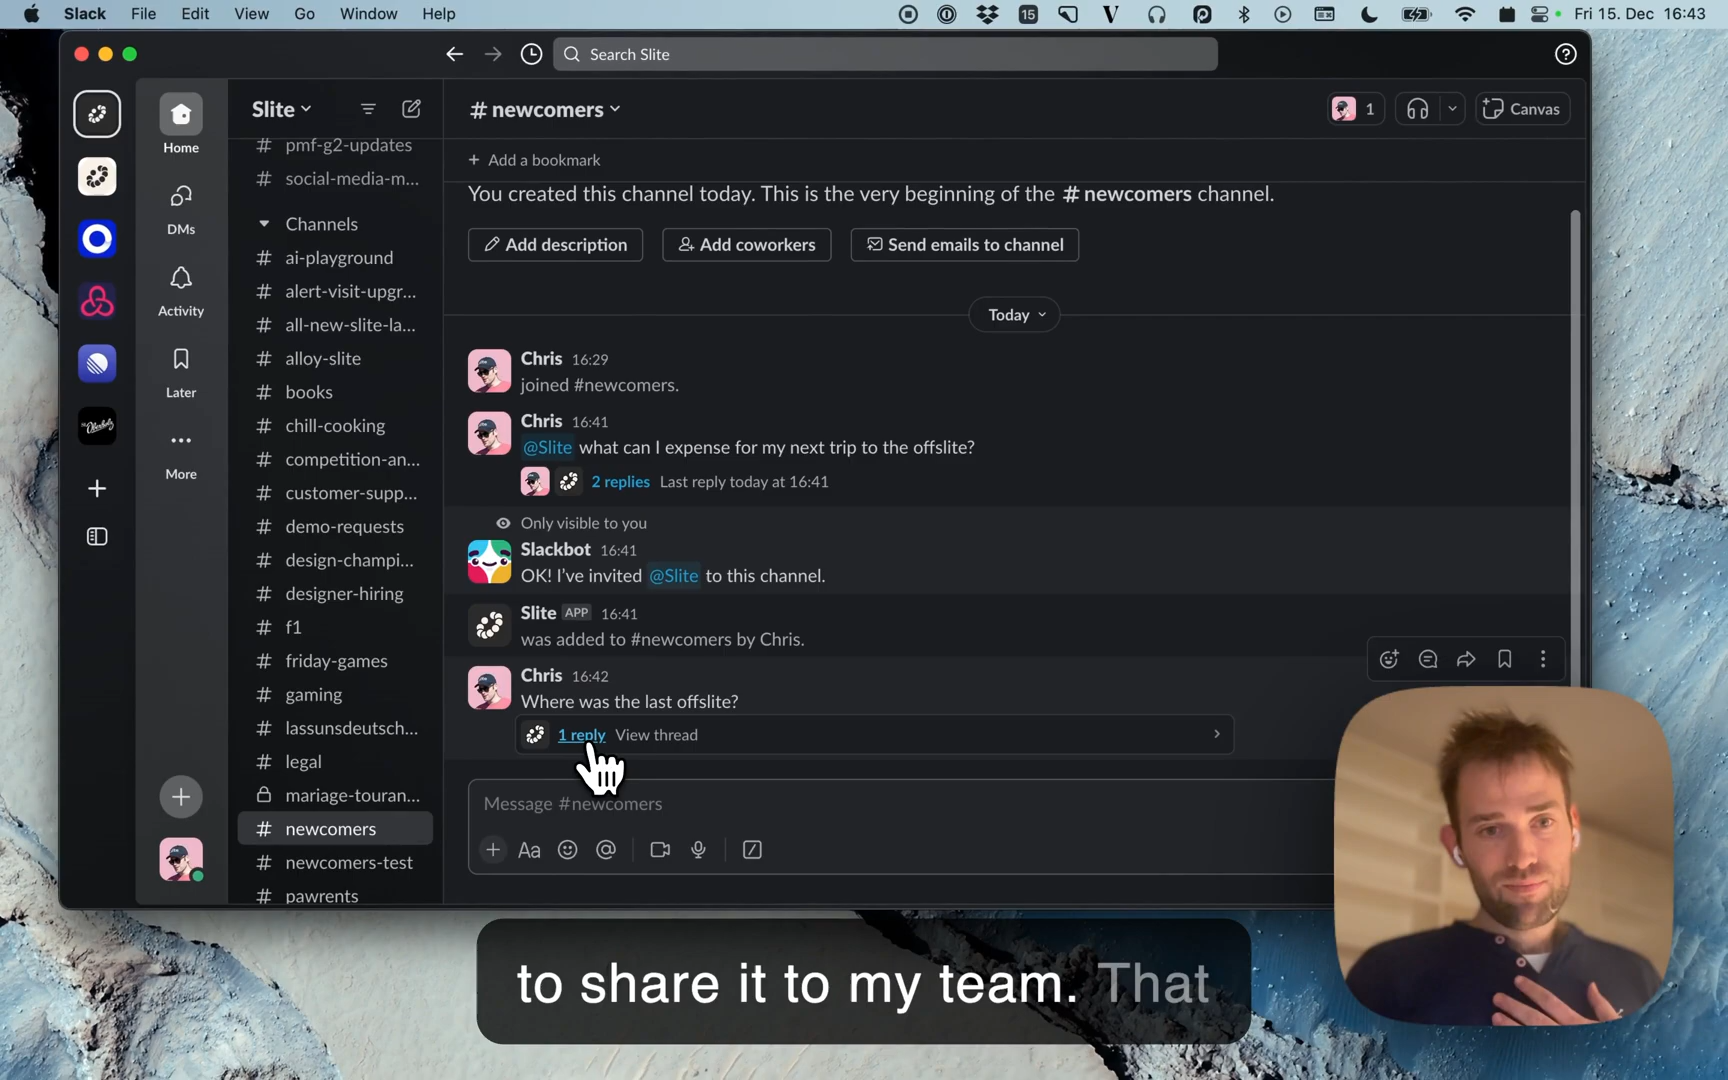 Slack File Edit View Go Window Help
15
Fri 15. Dec 16:43
Search Slite
Slite
# newcomers
1
Canvas
Home
DMs
Activity
Later
More
# pmf-g2-updates
# social-media-m...
Channels
# ai-playground
# alert-visit-upgr...
# all-new-slite-la...
# alloy-slite
# books
# chill-cooking
# competition-an...
# customer-supp...
# demo-requests
# design-champi...
# designer-hiring
# f1
# friday-games
# gaming
# lassunsdeutsch...
# legal
mariage-touran...
# newcomers
# newcomers-test
# pawrents
+ Add a bookmark
You created this channel today. This is the very beginning of the # newcomers channel.
Add description
Add coworkers
Send emails to channel
Today
Chris 16:29
joined #newcomers.
Chris 16:41
@Slite what can I expense for my next trip to the offslite?
2 replies Last reply today at 16:41
Only visible to you
Slackbot 16:41
OK! I've invited @Slite to this channel.
Slite APP 16:41
was added to #newcomers by Chris.
Chris 16:42
Where was the last offslite?
1 reply View thread
Message #newcomers
Aa
to share it to my team. That